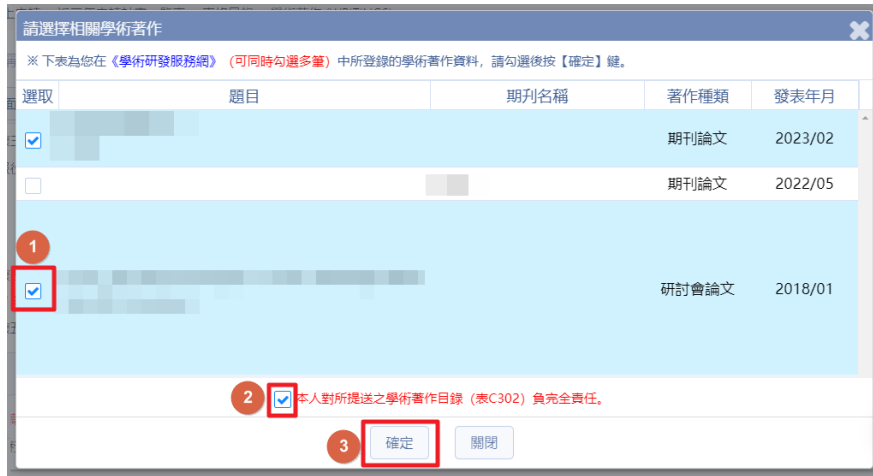 請選擇相關學術著作
※ 下表為您在《學術研發服務網》（可同時勾選多筆）中所登錄的學術著作資料，請勾選後按【確定】鍵。
選取 題目 期刊名稱 著作種類 發表年月
期刊論文 2023/02
期刊論文 2022/05
1
研討會論文 2018/01
2 本人對所提送之學術著作目錄（表C302）負完全責任。
3 確定 關閉